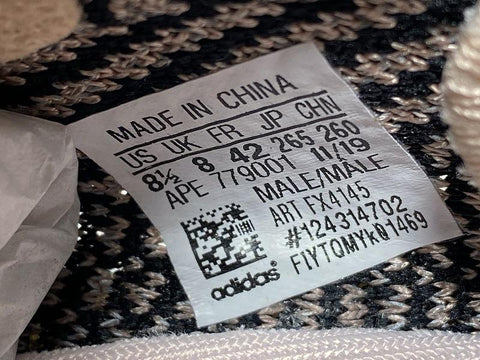 MADE IN CHINA
US UK FR JP CHN
8½ 8 42 265 260
APE 779001 11/19
MALE/MALE
ART FX4145
#124314702
FIYTQMYkQ1469
adidas®